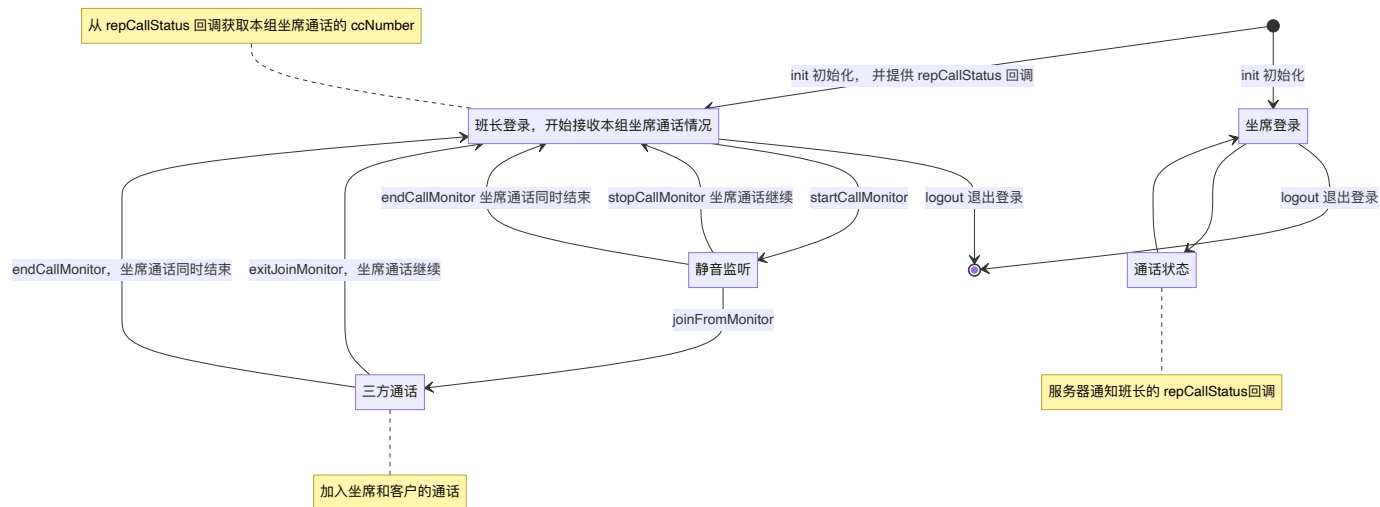 从 repCallStatus 回调获取本组坐席通话的 ccNumber
init 初始化， 并提供 repCallStatus 回调
init 初始化
班长登录，开始接收本组坐席通话情况
坐席登录
endCallMonitor 坐席通话同时结束
stopCallMonitor 坐席通话继续
startCallMonitor
logout 退出登录
logout 退出登录
endCallMonitor，坐席通话同时结束
exitJoinMonitor，坐席通话继续
静音监听
通话状态
joinFromMonitor
三方通话
服务器通知班长的 repCallStatus回调
加入坐席和客户的通话